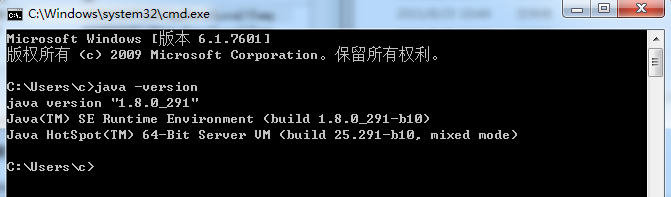 C:\Windows\system32\cmd.exe
Microsoft Windows [版本 6.1.7601]
版权所有 (c) 2009 Microsoft Corporation。保留所有权利。
C:\Users\c>java -version
java version "1.8.0_291"
Java(TM) SE Runtime Environment (build 1.8.0_291-b10)
Java HotSpot(TM) 64-Bit Server VM (build 25.291-b10, mixed mode)
C:\Users\c>